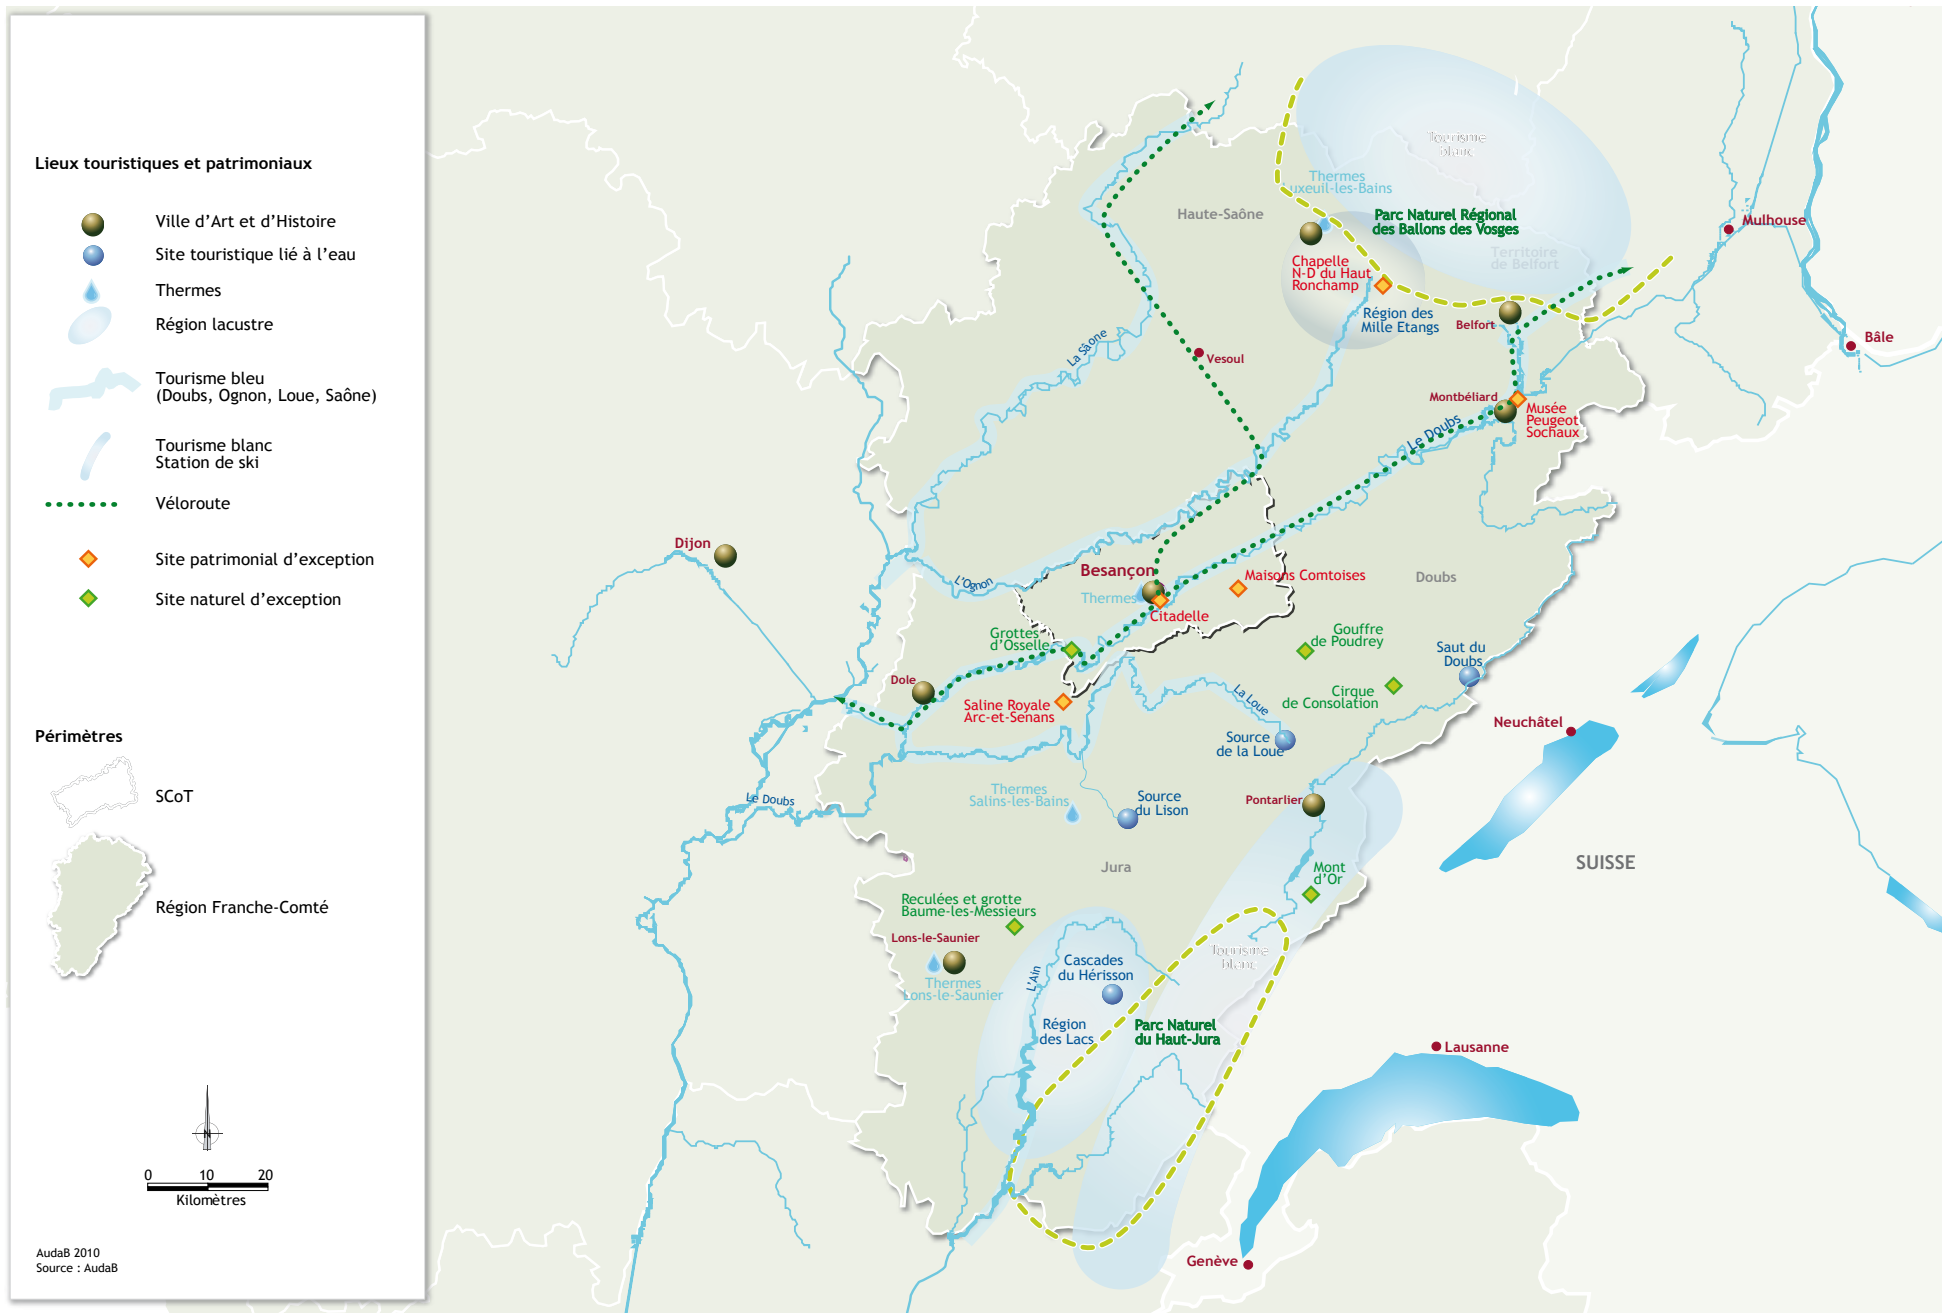 Lieux touristiques et patrimoniaux
Ville d'Art et d'Histoire
Site touristique lié à l'eau
Thermes
Région lacustre
Tourisme bleu
(Doubs, Ognon, Loue, Saône)
Tourisme blanc
Station de ski
Véloroute
Site patrimonial d'exception
Site naturel d'exception
Périmètres
SCoT
Région Franche-Comté
N
0 10 20
Kilomètres
AudaB 2010
Source : AudaB
Tourisme
blanc
Thermes
Luxeuil-les-Bains
Haute-Saône
Parc Naturel Régional
des Ballons des Vosges
Mulhouse
Territoire
de Belfort
Chapelle
N-D du Haut
Ronchamp
Région des
Mille Etangs
Belfort
Bâle
La Saône
Vesoul
Montbéliard
Musée
Peugeot
Sochaux
Le Doubs
Dijon
L'Ognon
Besançon
Thermes
Citadelle
Maisons Comtoises
Doubs
Grottes
d'Osselle
Gouffre
de Poudrey
Saut du
Doubs
Dole
Saline Royale
Arc-et-Senans
La Loue
Cirque
de Consolation
Source
de la Loue
Neuchâtel
Le Doubs
Thermes
Salins-les-Bains
Source
du Lison
Pontarlier
Jura
SUISSE
Mont
d'Or
Reculées et grotte
Baume-les-Messieurs
Lons-le-Saunier
Thermes
Lons-le-Saunier
L'Ain
Cascades
du Hérisson
Tourisme
blanc
Région
des Lacs
Parc Naturel
du Haut-Jura
Lausanne
Genève